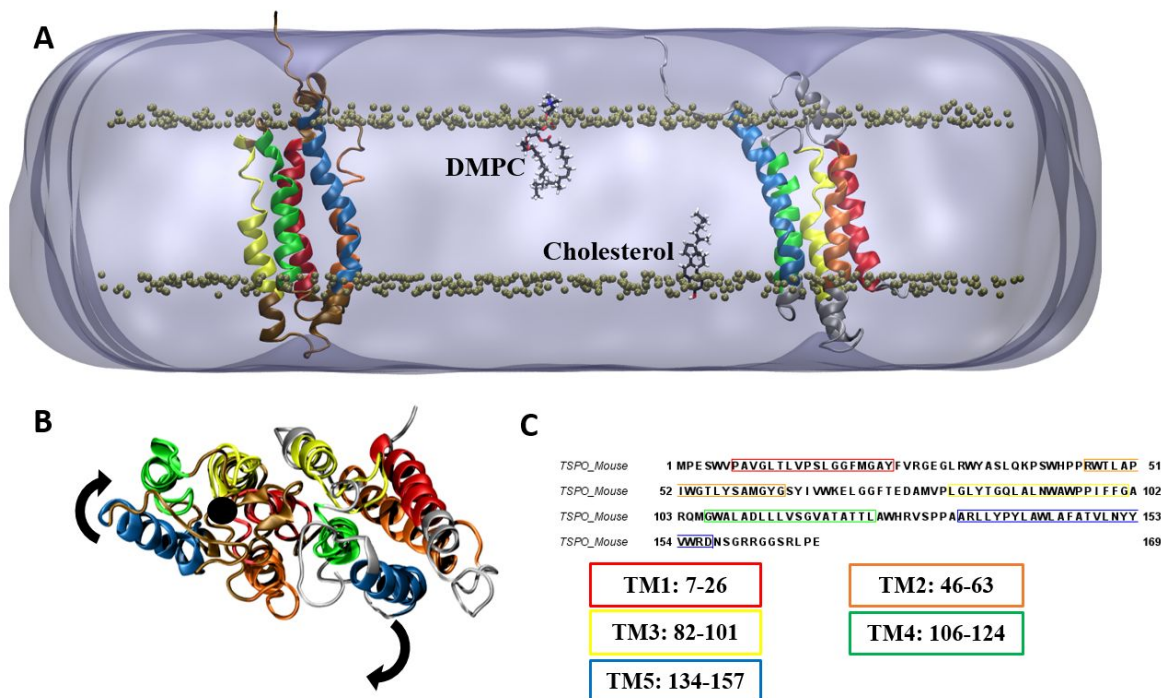 A
DMPC
Cholesterol
B
C
TSPO_Mouse 1 MPESWVPAVGLTLVPSLGGFMGAYFVRGEGLRWYASLQKPSWHPPRWTLAP 51
TSPO_Mouse 52 IWGTLYSAMGYGSYIVWKELGGFTEDAMVPLGLYTGQLALNWAWPPIFFGA 102
TSPO_Mouse 103 RQMGWALADLLLVSGVATATTLAWHRVSPPAARLLYPYLAWLAFATVLNYY 153
TSPO_Mouse 154 VWRDNSGRRGGSRLPE 169
TM1: 7-26
TM2: 46-63
TM3: 82-101
TM4: 106-124
TM5: 134-157